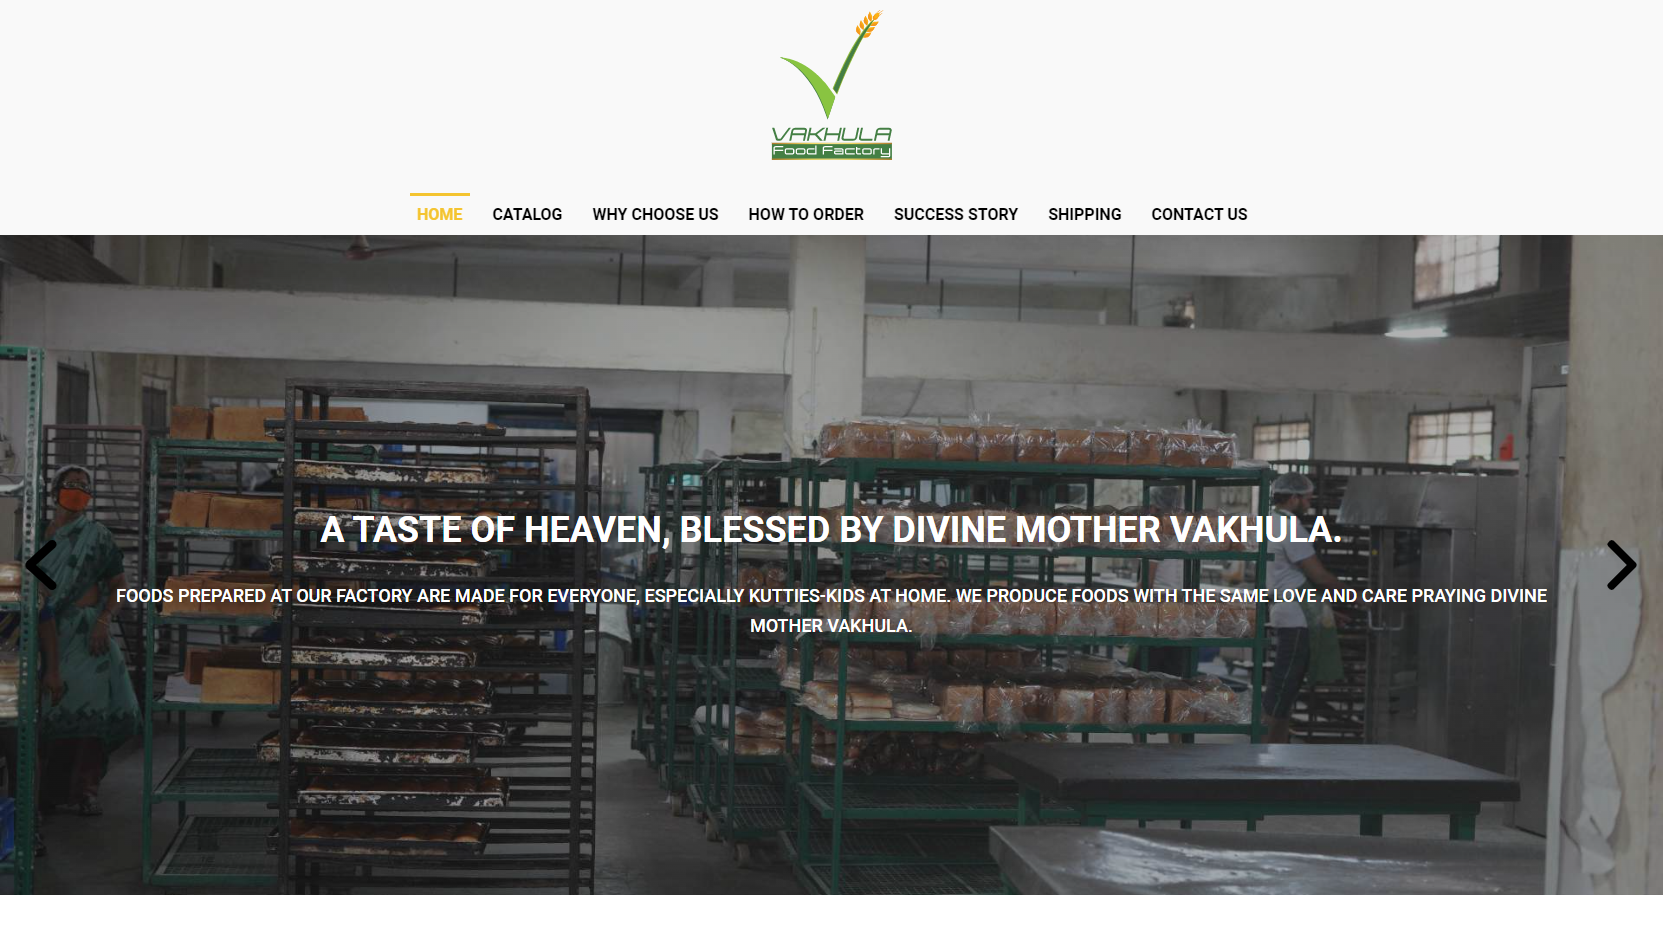 VAKHULA
Food Factory
HOME CATALOG WHY CHOOSE US HOW TO ORDER SUCCESS STORY SHIPPING CONTACT US
A TASTE OF HEAVEN, BLESSED BY DIVINE MOTHER VAKHULA.
FOODS PREPARED AT OUR FACTORY ARE MADE FOR EVERYONE, ESPECIALLY KUTTIES-KIDS AT HOME. WE PRODUCE FOODS WITH THE SAME LOVE AND CARE PRAYING DIVINE
MOTHER VAKHULA.